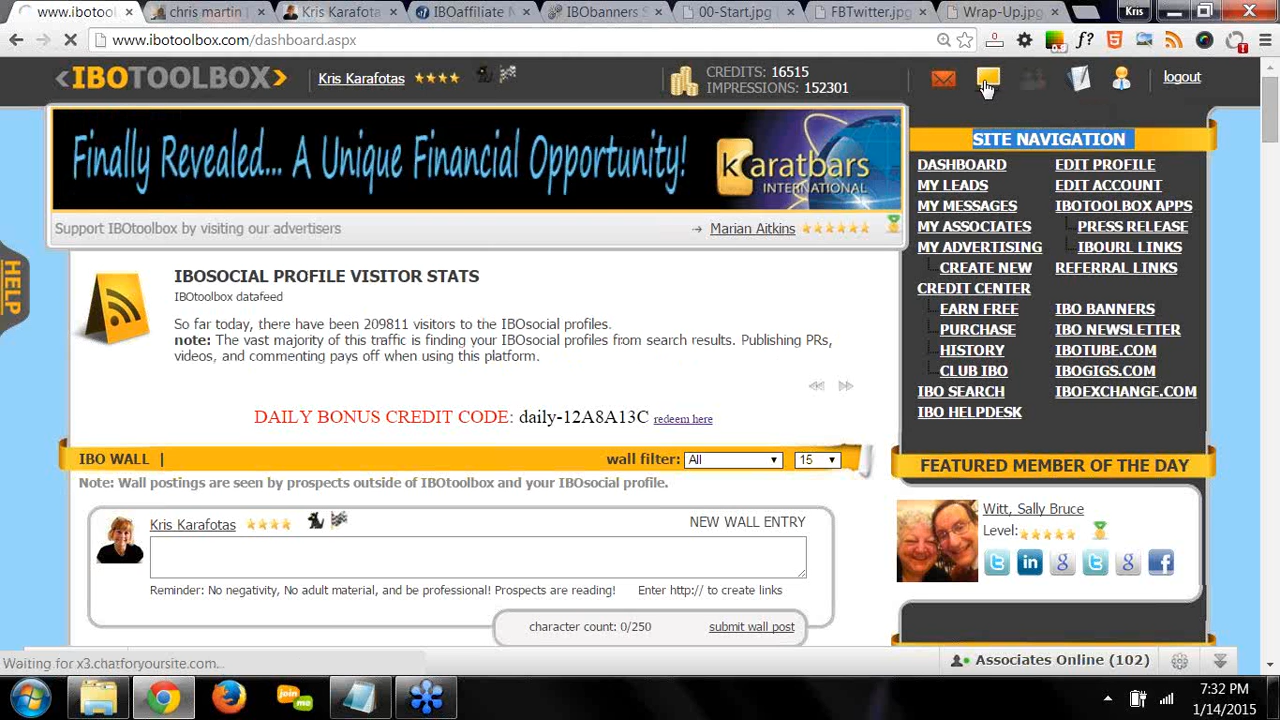 www.ibotool
chris martin
Kris Karafota
IBOaffiliate N
IBObanners S
00-Start.jpg
FBTwitter.jpg
Wrap-Up.jpg
Kris
www.ibotoolbox.com/dashboard.aspx
<IBOTOOLBOX>
Kris Karafotas
CREDITS: 16515
IMPRESSIONS: 152301
logout
Finally Revealed... A Unique Financial Opportunity!
karatbars
INTERNATIONAL
Support IBOtoolbox by visiting our advertisers
Marian Aitkins
HELP
IBOSOCIAL PROFILE VISITOR STATS
IBOtoolbox datafeed
So far today, there have been 209811 visitors to the IBOsocial profiles.
note: The vast majority of this traffic is finding your IBOsocial profiles from search results. Publishing PRs,
videos, and commenting pays off when using this platform.
DAILY BONUS CREDIT CODE: daily-12A8A13C redeem here
IBO WALL |
wall filter: All 15
Note: Wall postings are seen by prospects outside of IBOtoolbox and your IBOsocial profile.
Kris Karafotas
NEW WALL ENTRY
Reminder: No negativity, No adult material, and be professional! Prospects are reading!
Enter http:// to create links
character count: 0/250
submit wall post
SITE NAVIGATION
DASHBOARD
EDIT PROFILE
MY LEADS
EDIT ACCOUNT
MY MESSAGES
IBOTOOLBOX APPS
MY ASSOCIATES
PRESS RELEASE
MY ADVERTISING
IBOURL LINKS
CREATE NEW
REFERRAL LINKS
CREDIT CENTER
EARN FREE
IBO BANNERS
PURCHASE
IBO NEWSLETTER
HISTORY
IBOTUBE.COM
CLUB IBO
IBOGIGS.COM
IBO SEARCH
IBOEXCHANGE.COM
IBO HELPDESK
FEATURED MEMBER OF THE DAY
Witt, Sally Bruce
Level:
Waiting for x3.chatforyoursite.com...
Associates Online (102)
join
me
7:32 PM
1/14/2015